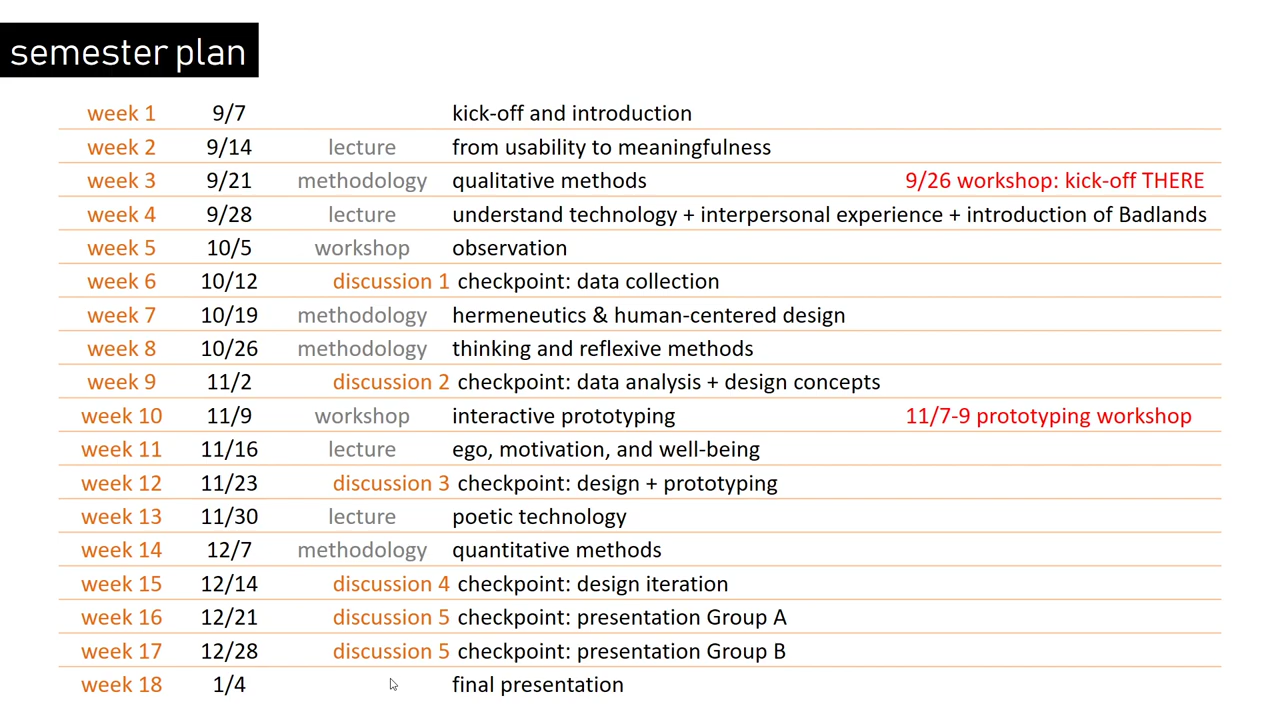 semester plan
week 1 9/7 kick-off and introduction
week 2 9/14 lecture from usability to meaningfulness
week 3 9/21 methodology qualitative methods 9/26 workshop: kick-off THERE
week 4 9/28 lecture understand technology + interpersonal experience + introduction of Badlands
week 5 10/5 workshop observation
week 6 10/12 discussion 1 checkpoint: data collection
week 7 10/19 methodology hermeneutics & human-centered design
week 8 10/26 methodology thinking and reflexive methods
week 9 11/2 discussion 2 checkpoint: data analysis + design concepts
week 10 11/9 workshop interactive prototyping 11/7-9 prototyping workshop
week 11 11/16 lecture ego, motivation, and well-being
week 12 11/23 discussion 3 checkpoint: design + prototyping
week 13 11/30 lecture poetic technology
week 14 12/7 methodology quantitative methods
week 15 12/14 discussion 4 checkpoint: design iteration
week 16 12/21 discussion 5 checkpoint: presentation Group A
week 17 12/28 discussion 5 checkpoint: presentation Group B
week 18 1/4 final presentation